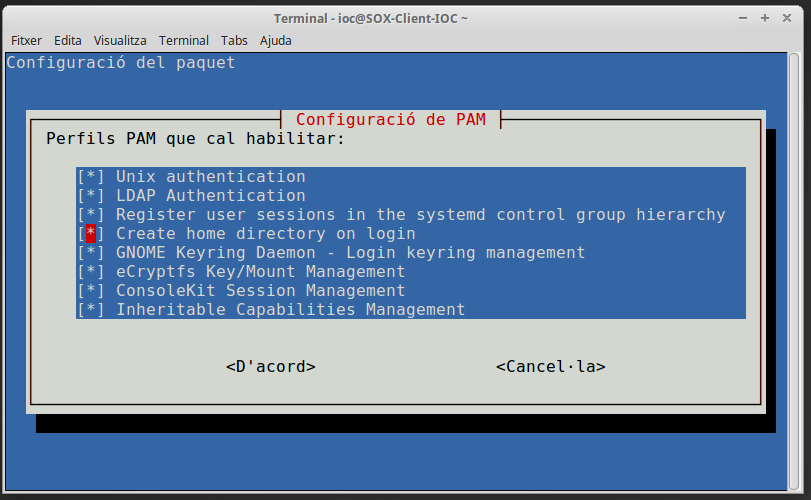 Terminal - ioc@SOX-Client-IOC ~
Fitxer Edita Visualitza Terminal Tabs Ajuda
Configuració del paquet
Configuració de PAM
Perfils PAM que cal habilitar:
[*] Unix authentication
[*] LDAP Authentication
[*] Register user sessions in the systemd control group hierarchy
[*] Create home directory on login
[*] GNOME Keyring Daemon - Login keyring management
[*] eCryptfs Key/Mount Management
[*] ConsoleKit Session Management
[*] Inheritable Capabilities Management
<D'acord> <Cancel·la>